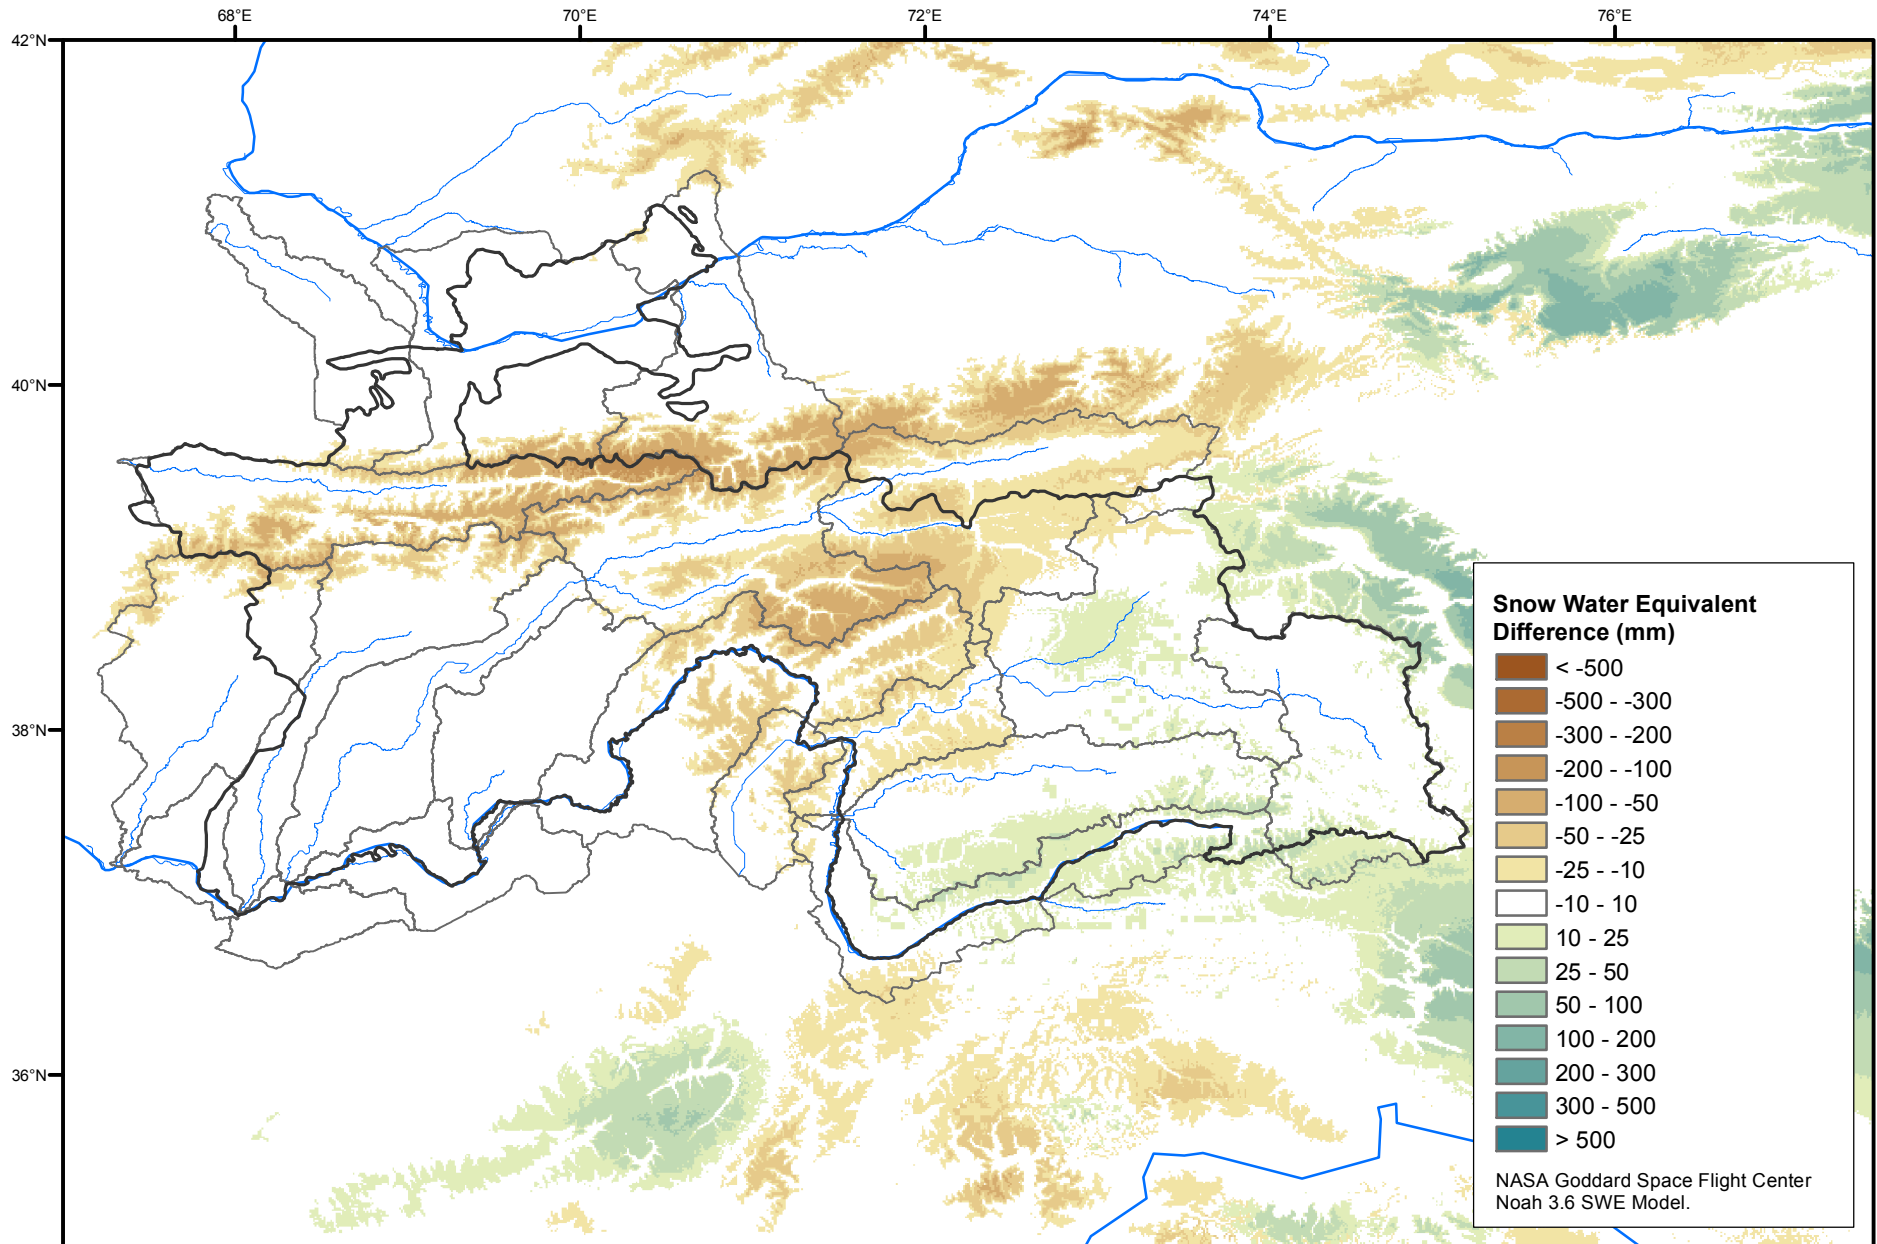 68°E 70°E 72°E 74°E 76°E
42°N
40°N
38°N
36°N
Snow Water Equivalent
Difference (mm)
< -500
-500 - -300
-300 - -200
-200 - -100
-100 - -50
-50 - -25
-25 - -10
-10 - 10
10 - 25
25 - 50
50 - 100
100 - 200
200 - 300
300 - 500
> 500
NASA Goddard Space Flight Center
Noah 3.6 SWE Model.